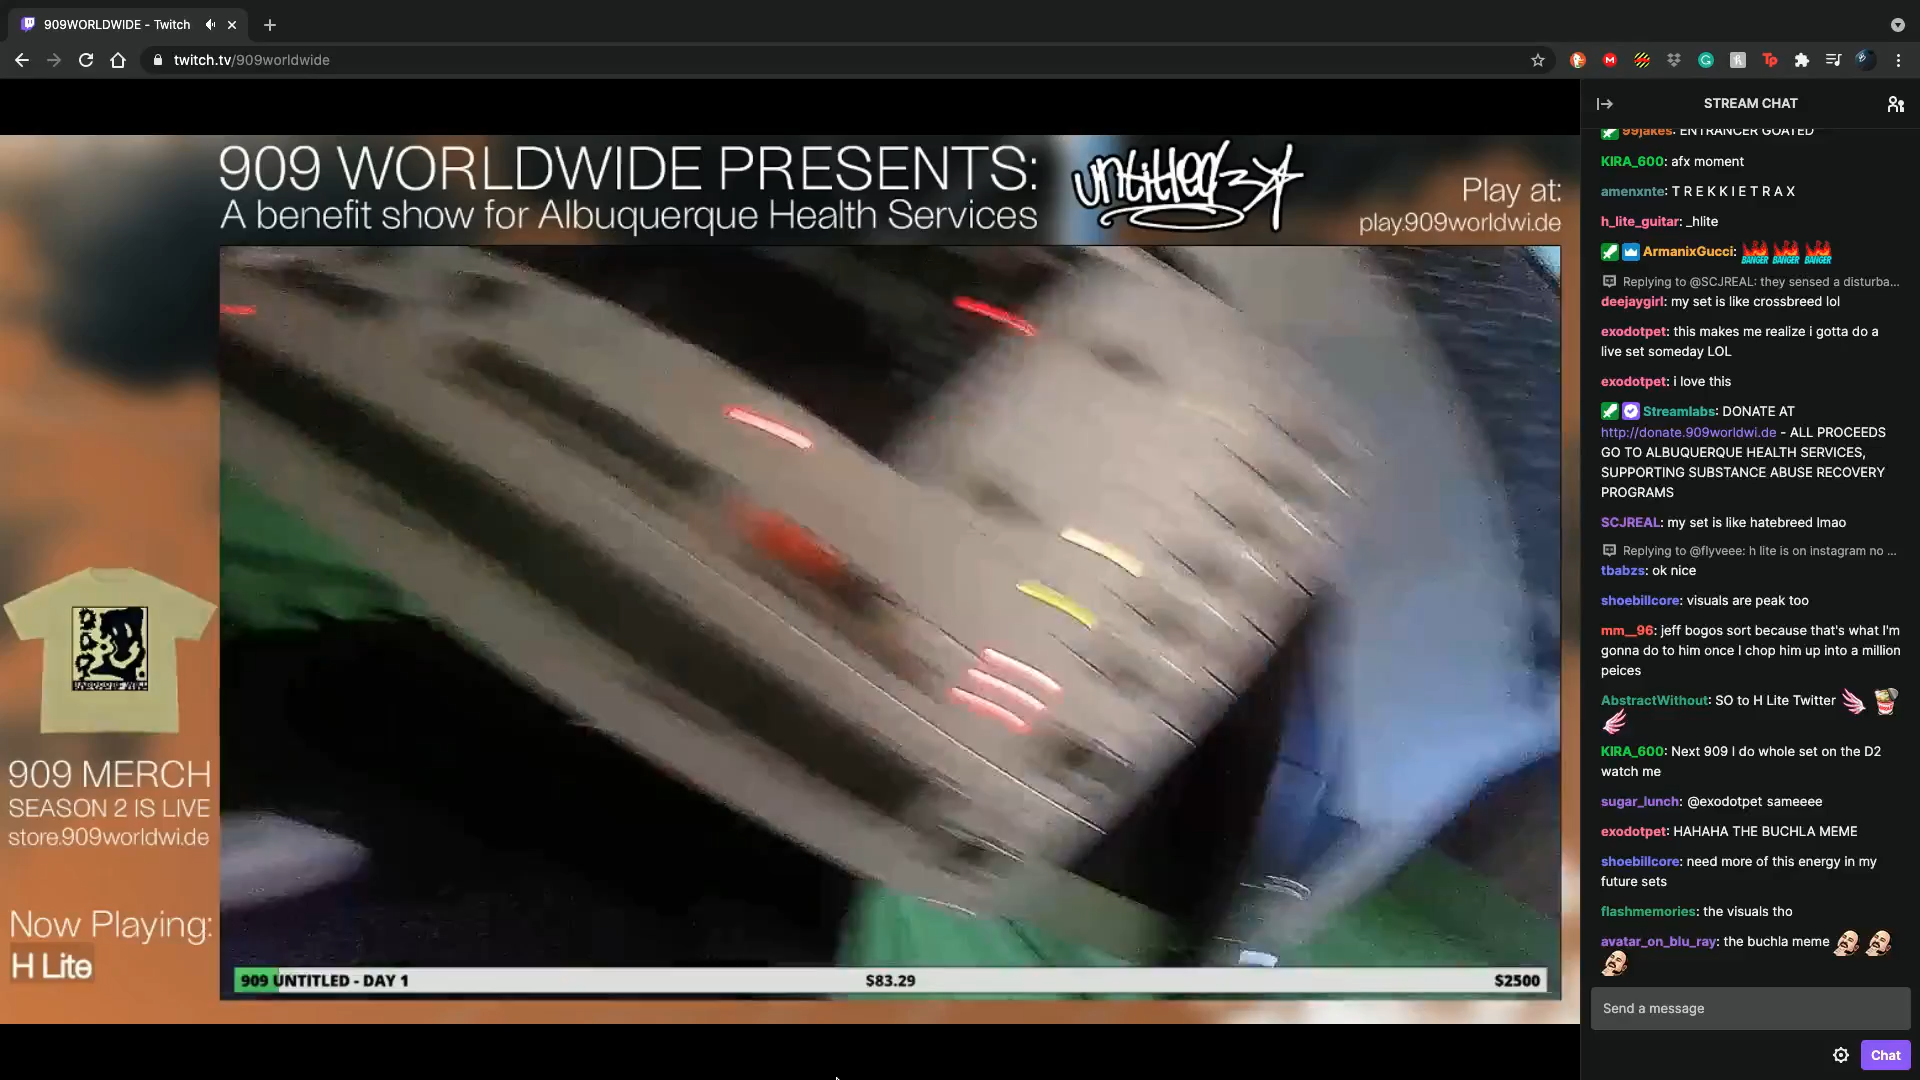 909WORLDWIDE - Twitch
twitch.tv/909worldwide
909 WORLDWIDE PRESENTS:
A benefit show for Albuquerque Health Services
untitled 3
Play at:
play.909worldwi.de
909 MERCH
SEASON 2 IS LIVE
store.909worldwi.de
Now Playing:
H Lite
909 UNTITLED - DAY 1 $83.29 $2500
STREAM CHAT
99jakes: ENTRANCER GOATED
KIRA_600: afx moment
amenxnte: T R E K K I E T R A X
h_lite_guitar: _hlite
ArmanixGucci: BANGER BANGER BANGER
Replying to @SCJREAL: they sensed a disturba...
deejaygirl: my set is like crossbreed lol
exodotpet: this makes me realize i gotta do a
live set someday LOL
exodotpet: i love this
Streamlabs: DONATE AT
http://donate.909worldwi.de - ALL PROCEEDS
GO TO ALBUQUERQUE HEALTH SERVICES,
SUPPORTING SUBSTANCE ABUSE RECOVERY
PROGRAMS
SCJREAL: my set is like hatebreed lmao
Replying to @flyveee: h lite is on instagram no ...
tbabzs: ok nice
shoebillcore: visuals are peak too
mm__96: jeff bogos sort because that's what I'm
gonna do to him once I chop him up into a million
peices
AbstractWithout: SO to H Lite Twitter
KIRA_600: Next 909 I do whole set on the D2
watch me
sugar_lunch: @exodotpet sameeee
exodotpet: HAHAHA THE BUCHLA MEME
shoebillcore: need more of this energy in my
future sets
flashmemories: the visuals tho
avatar_on_blu_ray: the buchla meme
Send a message
Chat